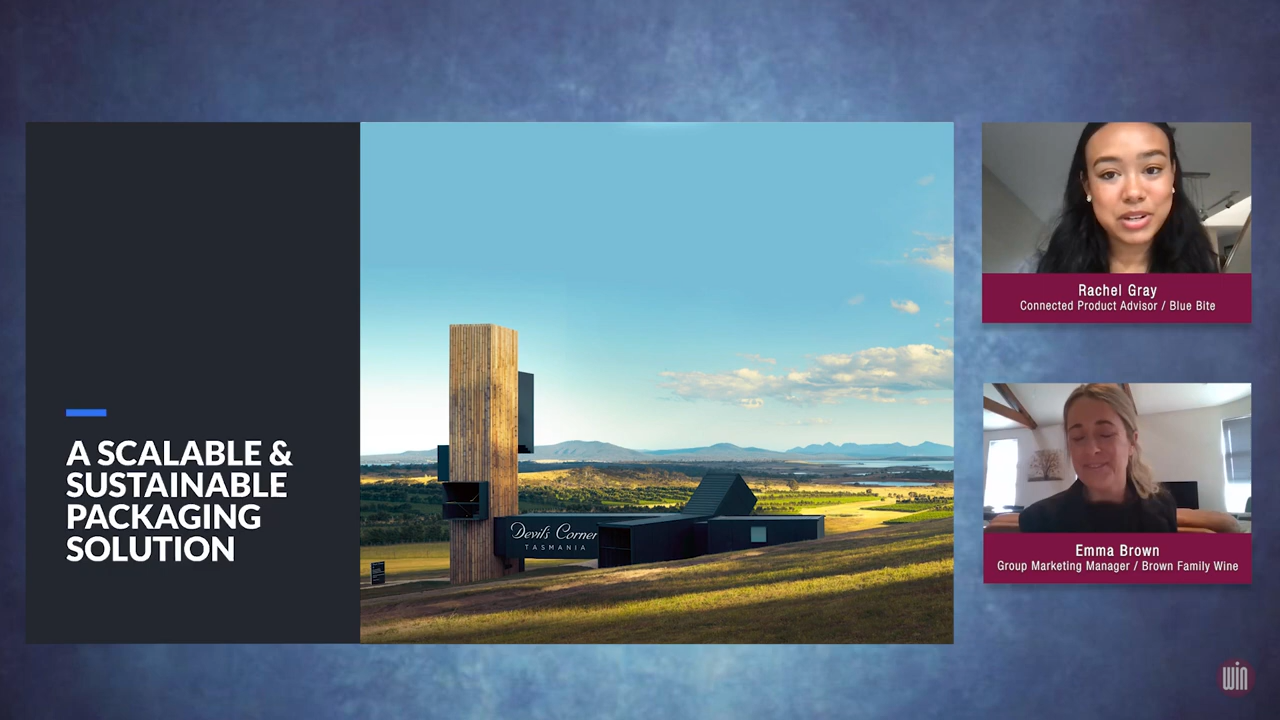 A SCALABLE &
SUSTAINABLE
PACKAGING
SOLUTION
Devil's Corner
TASMANIA
Rachel Gray
Connected Product Advisor / Blue Bite
Emma Brown
Group Marketing Manager / Brown Family Wine
win